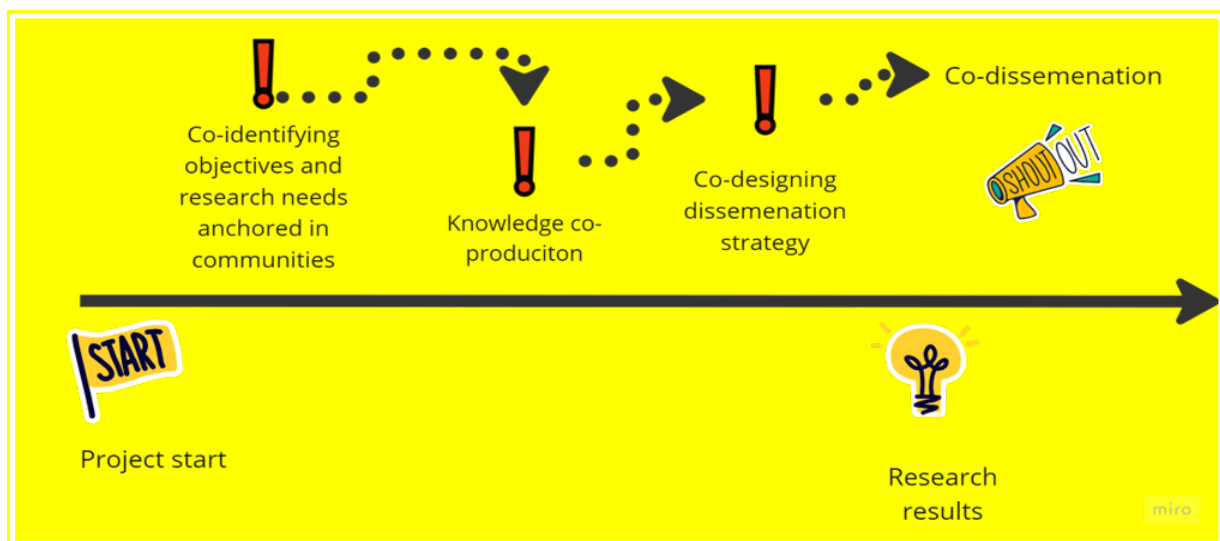 Co-identifying
objectives and
research needs
anchored in
communities
Knowledge co-
produciton
Co-designing
dissemenation
strategy
Co-dissemenation
SHOUT OUT
START
Project start
Research
results
miro